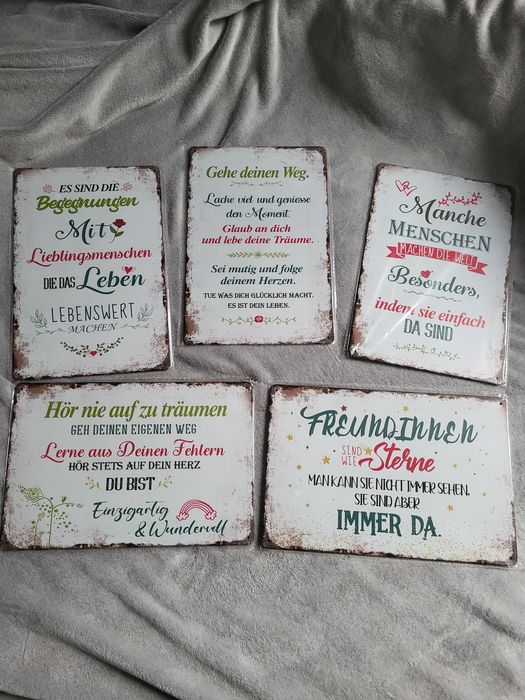 ES SIND DIE
Begegnungen
Mit
Lieblingsmenschen
DIE DAS Leben
LEBENSWERT
MACHEN
Gehe deinen Weg.
Lache viel und geniesse
den Moment.
Glaub an dich
und lebe deine Träume.
Sei mutig und folge
deinem Herzen.
TUE WAS DICH GLÜCKLICH MACHT.
ES IST DEIN LEBEN.
Manche
MENSCHEN
MACHEN DIE WELT
Besonders,
indem sie einfach
DA SIND
Hör nie auf zu träumen
GEH DEINEN EIGENEN WEG
Lerne aus Deinen Fehlern
HÖR STETS AUF DEIN HERZ
DU BIST
Einzigartig
& Wundervoll
FREUNDINNEN
SIND WIE Sterne
MAN KANN SIE NICHT IMMER SEHEN,
SIE SIND ABER
IMMER DA.